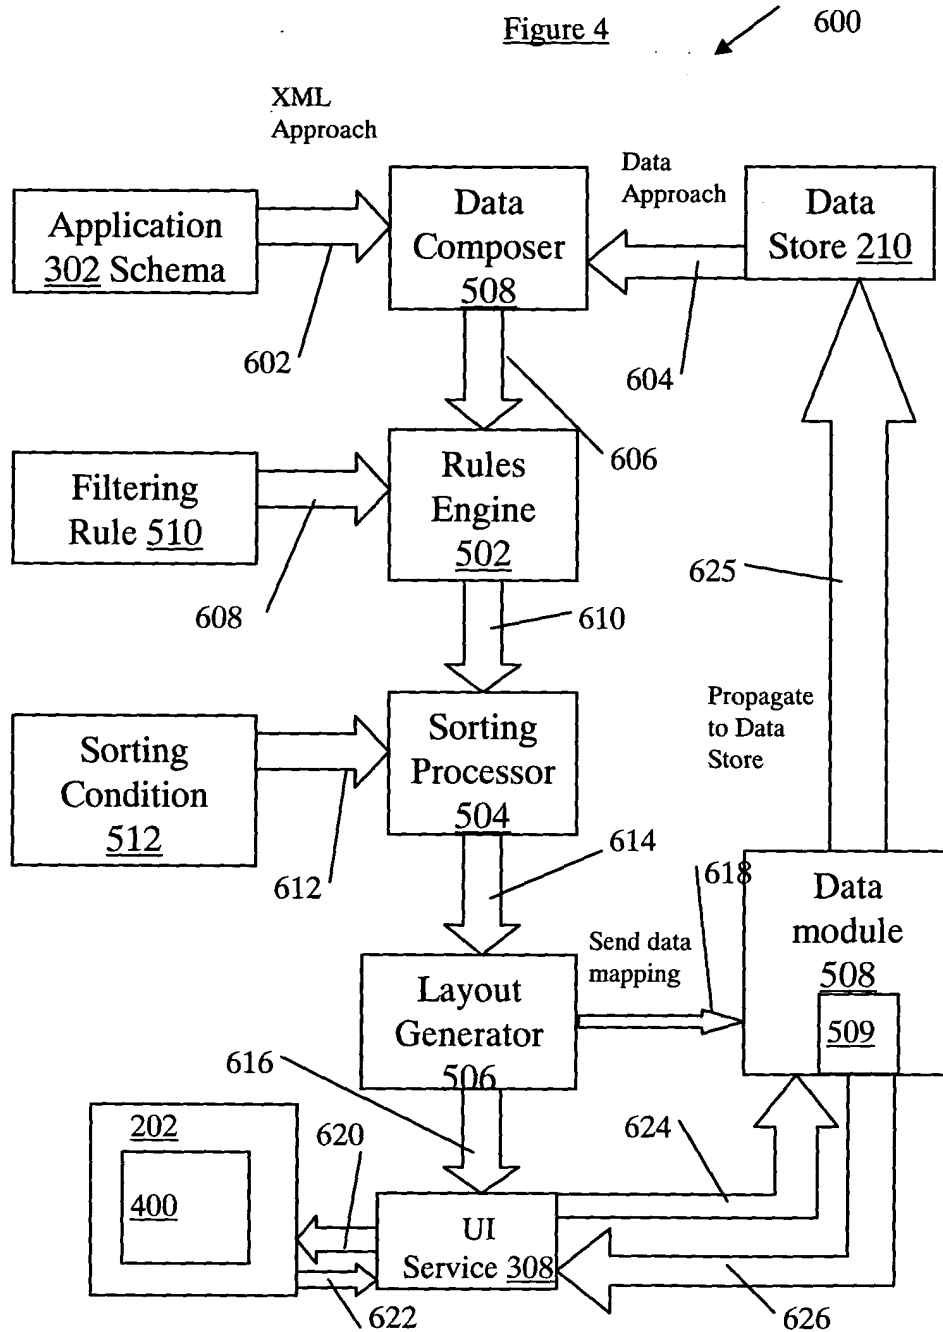 Figure 4
600
XML
Approach
Data
Approach
Application
302 Schema
Data
Composer
508
Data
Store 210
602
604
606
Filtering
Rule 510
Rules
Engine
502
608
610
625
Propagate
to Data
Store
Sorting
Condition
512
Sorting
Processor
504
612
614
618
Data
module
508
509
Send data
mapping
Layout
Generator
506
616
202
400
620
624
UI
Service 308
622
626